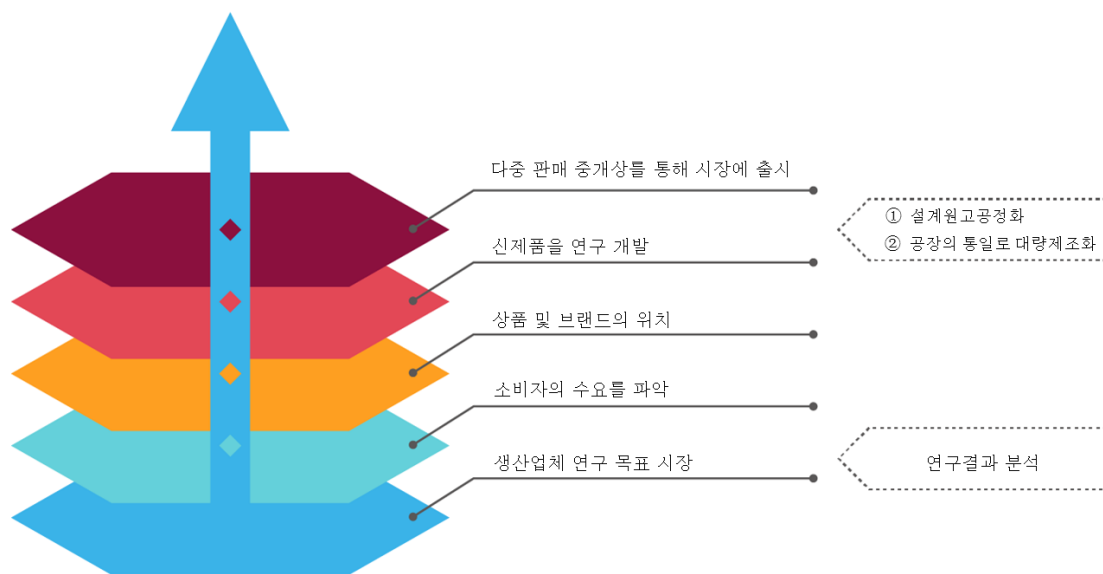 다중 판매 중개상를 통해 시장에 출시
① 설계원고공정화
② 공장의 통일로 대량제조화
신제품을 연구 개발
상품 및 브랜드의 위치
소비자의 수요를 파악
생산업체 연구 목표 시장
연구결과 분석